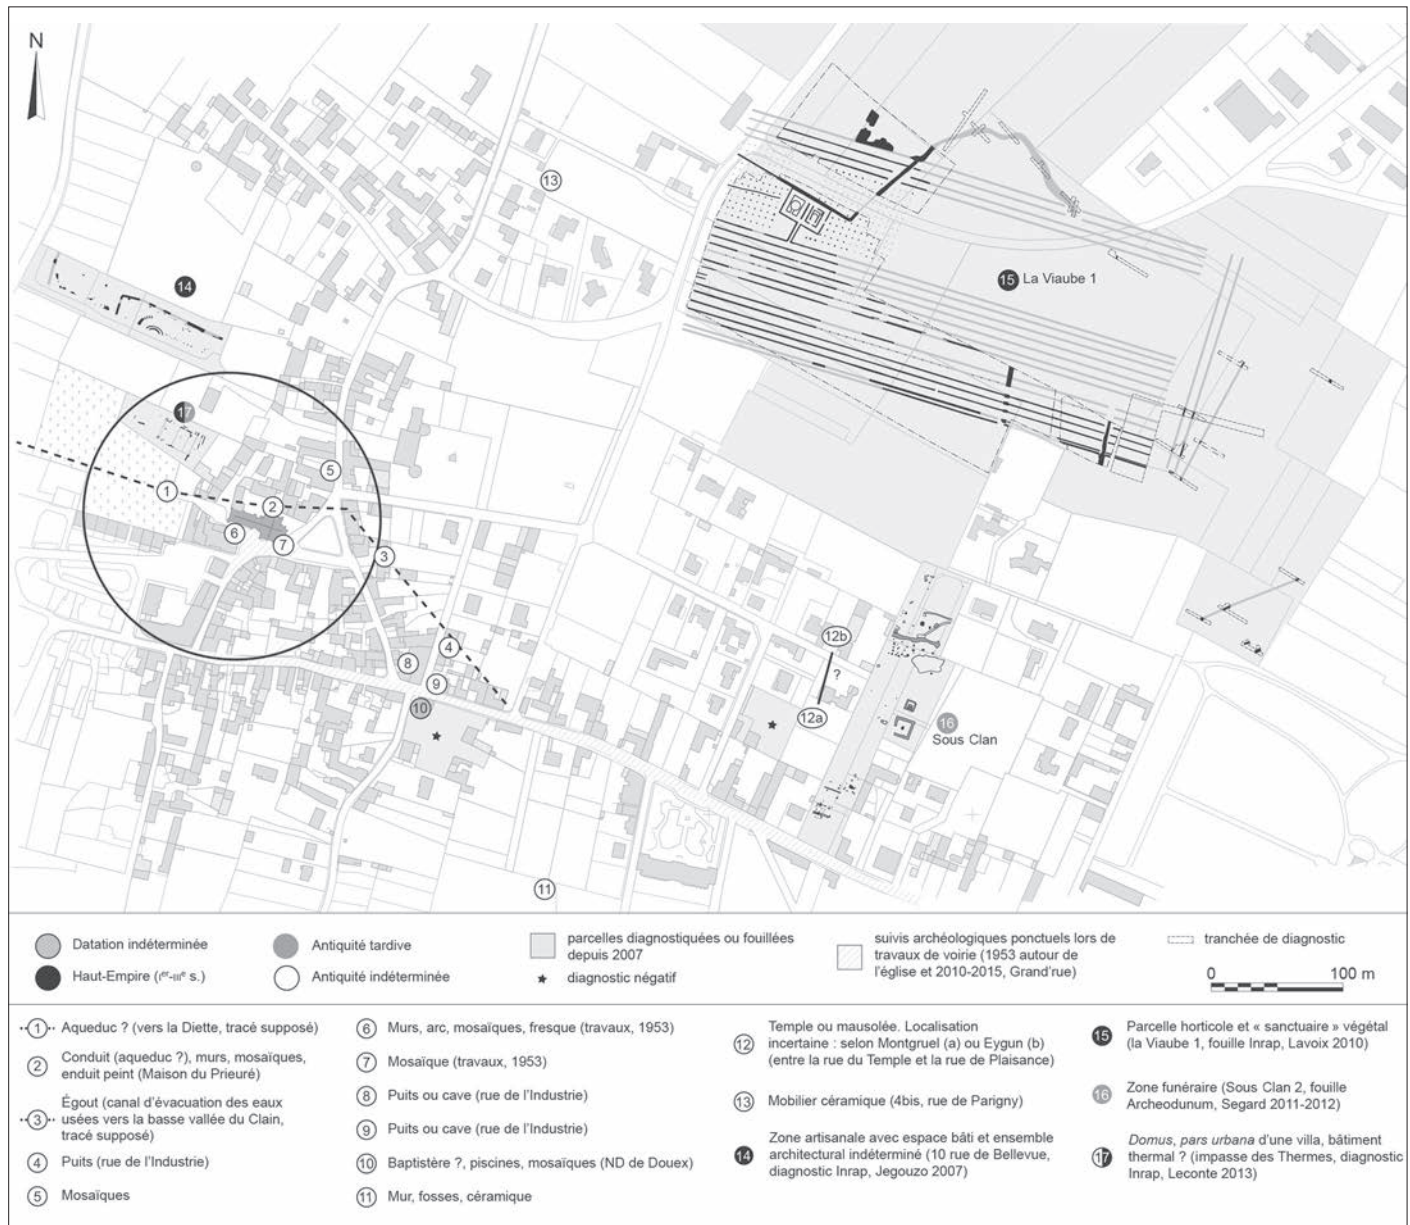 N
13
15 La Viaube 1
14
17
5
1
2
6
7
3
4
12b
8
?
9
10
12a
16
Sous Clan
11
Datation indéterminée
Haut-Empire (Iᵉʳ-IIIᵉ s.)
Antiquité tardive
Antiquité indéterminée
parcelles diagnostiquées ou fouillées
depuis 2007
diagnostic négatif
suivis archéologiques ponctuels lors de
travaux de voirie (1953 autour de
l'église et 2010-2015, Grand'rue)
tranchée de diagnostic
0 100 m
1 Aqueduc ? (vers la Diette, tracé supposé)
2 Conduit (aqueduc ?), murs, mosaïques,
enduit peint (Maison du Prieuré)
3 Égout (canal d'évacuation des eaux
usées vers la basse vallée du Clain,
tracé supposé)
4 Puits (rue de l'Industrie)
5 Mosaïques
6 Murs, arc, mosaïques, fresque (travaux, 1953)
7 Mosaïque (travaux, 1953)
8 Puits ou cave (rue de l'Industrie)
9 Puits ou cave (rue de l'Industrie)
10 Baptistère ?, piscines, mosaïques (ND de Douex)
11 Mur, fosses, céramique
12 Temple ou mausolée. Localisation
incertaine : selon Montgruel (a) ou Eygun (b)
(entre la rue du Temple et la rue de Plaisance)
13 Mobilier céramique (4bis, rue de Parigny)
14 Zone artisanale avec espace bâti et ensemble
architectural indéterminé (10 rue de Bellevue,
diagnostic Inrap, Jegouzo 2007)
15 Parcelle horticole et « sanctuaire » végétal
(la Viaube 1, fouille Inrap, Lavoix 2010)
16 Zone funéraire (Sous Clan 2, fouille
Archeodunum, Segard 2011-2012)
17 Domus, pars urbana d'une villa, bâtiment
thermal ? (impasse des Thermes, diagnostic
Inrap, Leconte 2013)